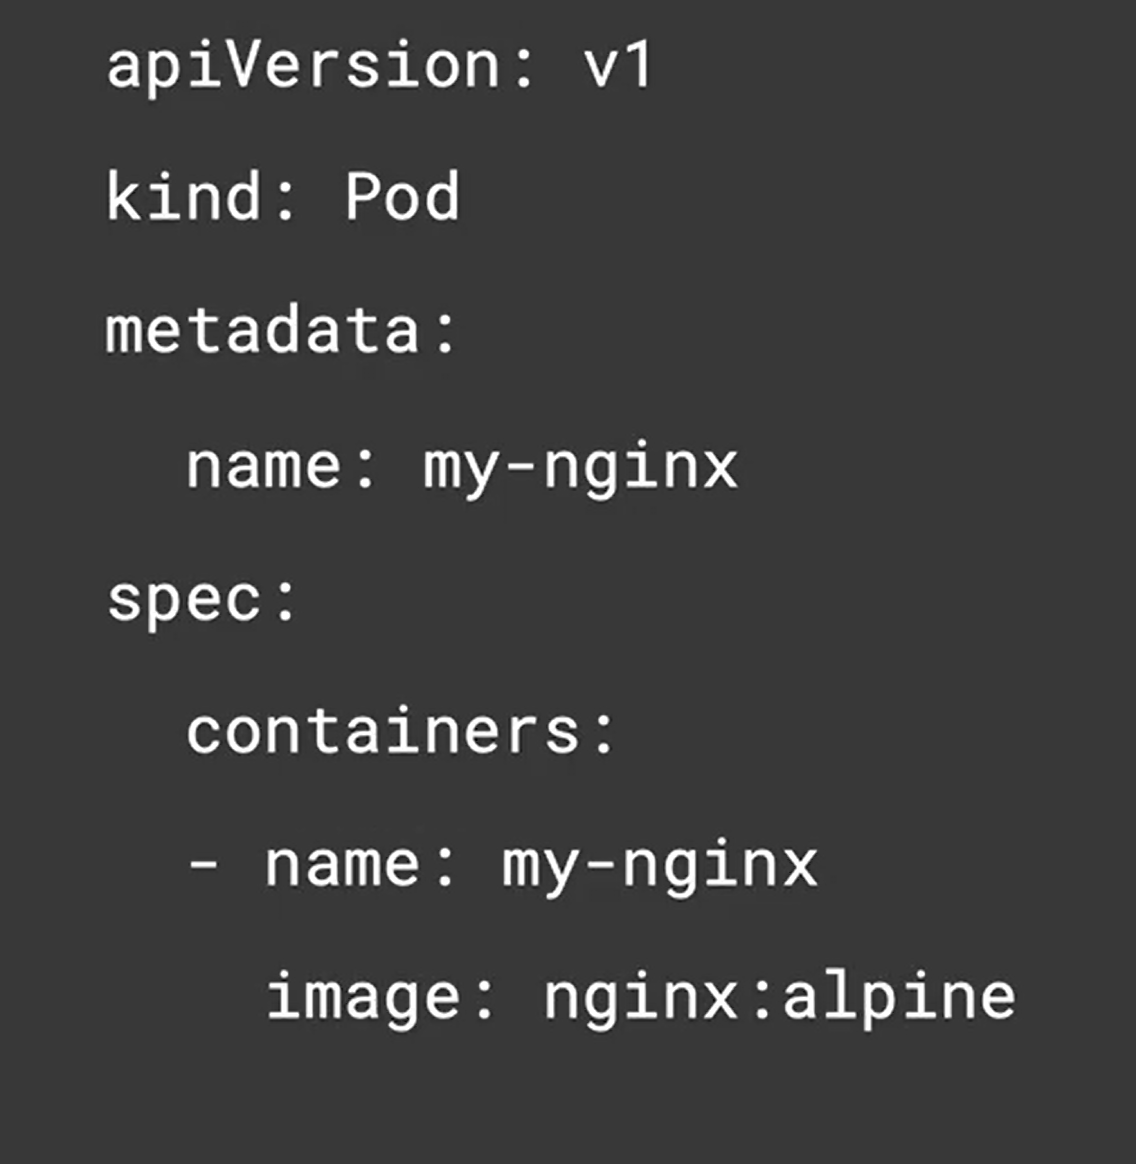 apiVersion: v1
kind: Pod
metadata:
  name: my-nginx
spec:
  containers:
  - name: my-nginx
    image: nginx:alpine